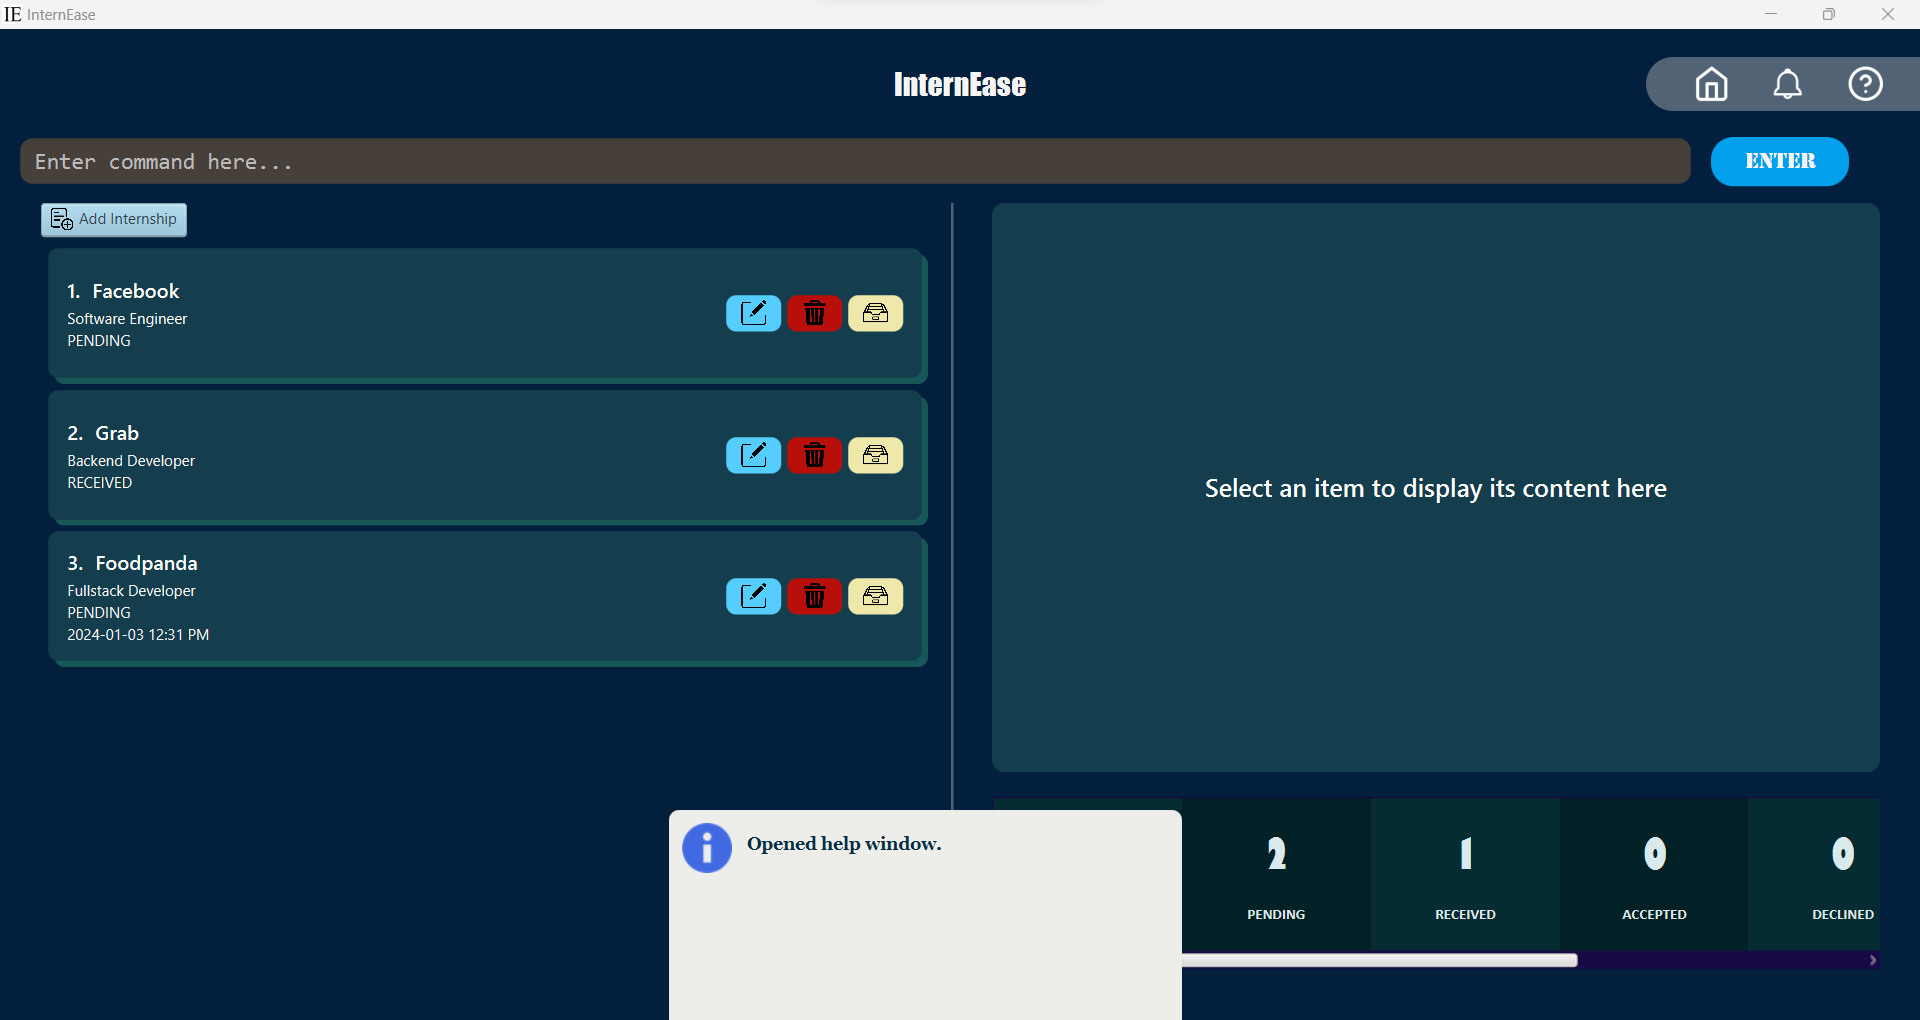 IE InternEase
InternEase
Enter command here...
ENTER
Add Internship
1. Facebook
Software Engineer
PENDING
2. Grab
Backend Developer
RECEIVED
3. Foodpanda
Fullstack Developer
PENDING
2024-01-03 12:31 PM
Select an item to display its content here
Opened help window.
2
PENDING
1
RECEIVED
0
ACCEPTED
0
DECLINED